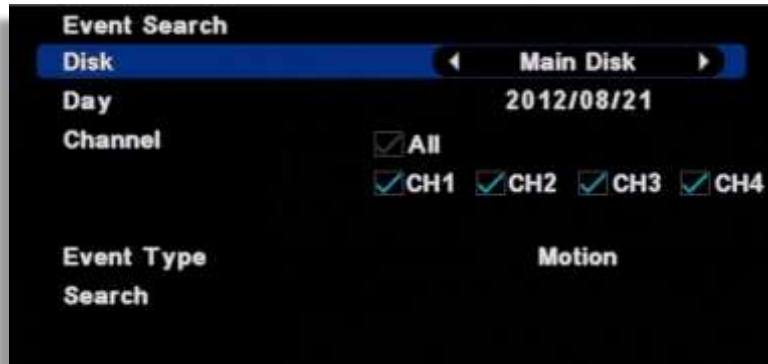 Event Search
Disk Main Disk
Day 2012/08/21
Channel All
CH1 CH2 CH3 CH4
Event Type Motion
Search